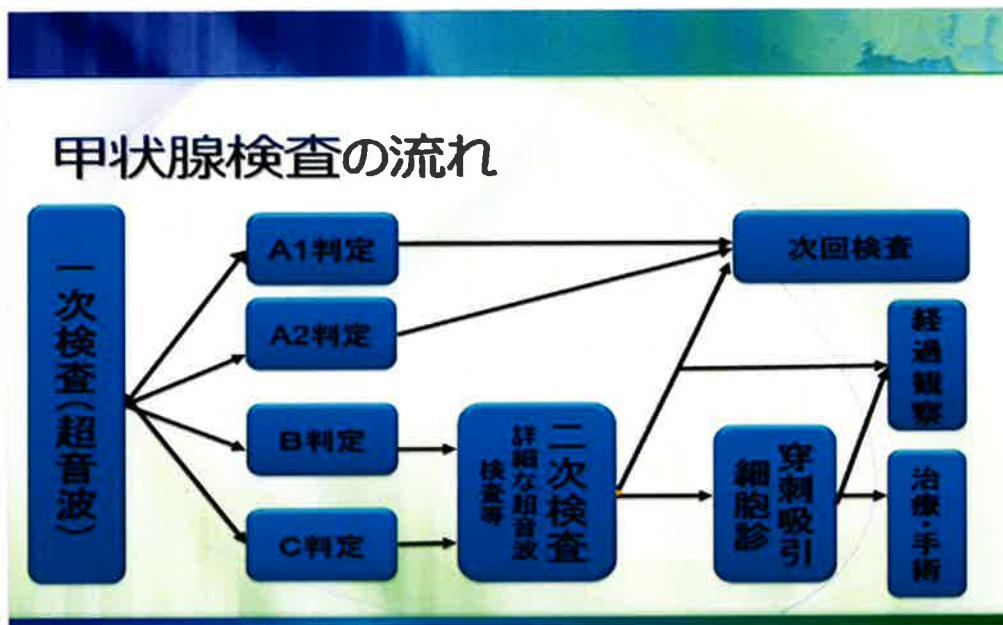 甲状腺検査の流れ
一次検査(超音波)
A1判定
A2判定
B判定
C判定
二次検査
詳細な超音波
検査等
穿刺吸引
細胞診
次回検査
経過観察
治療・手術